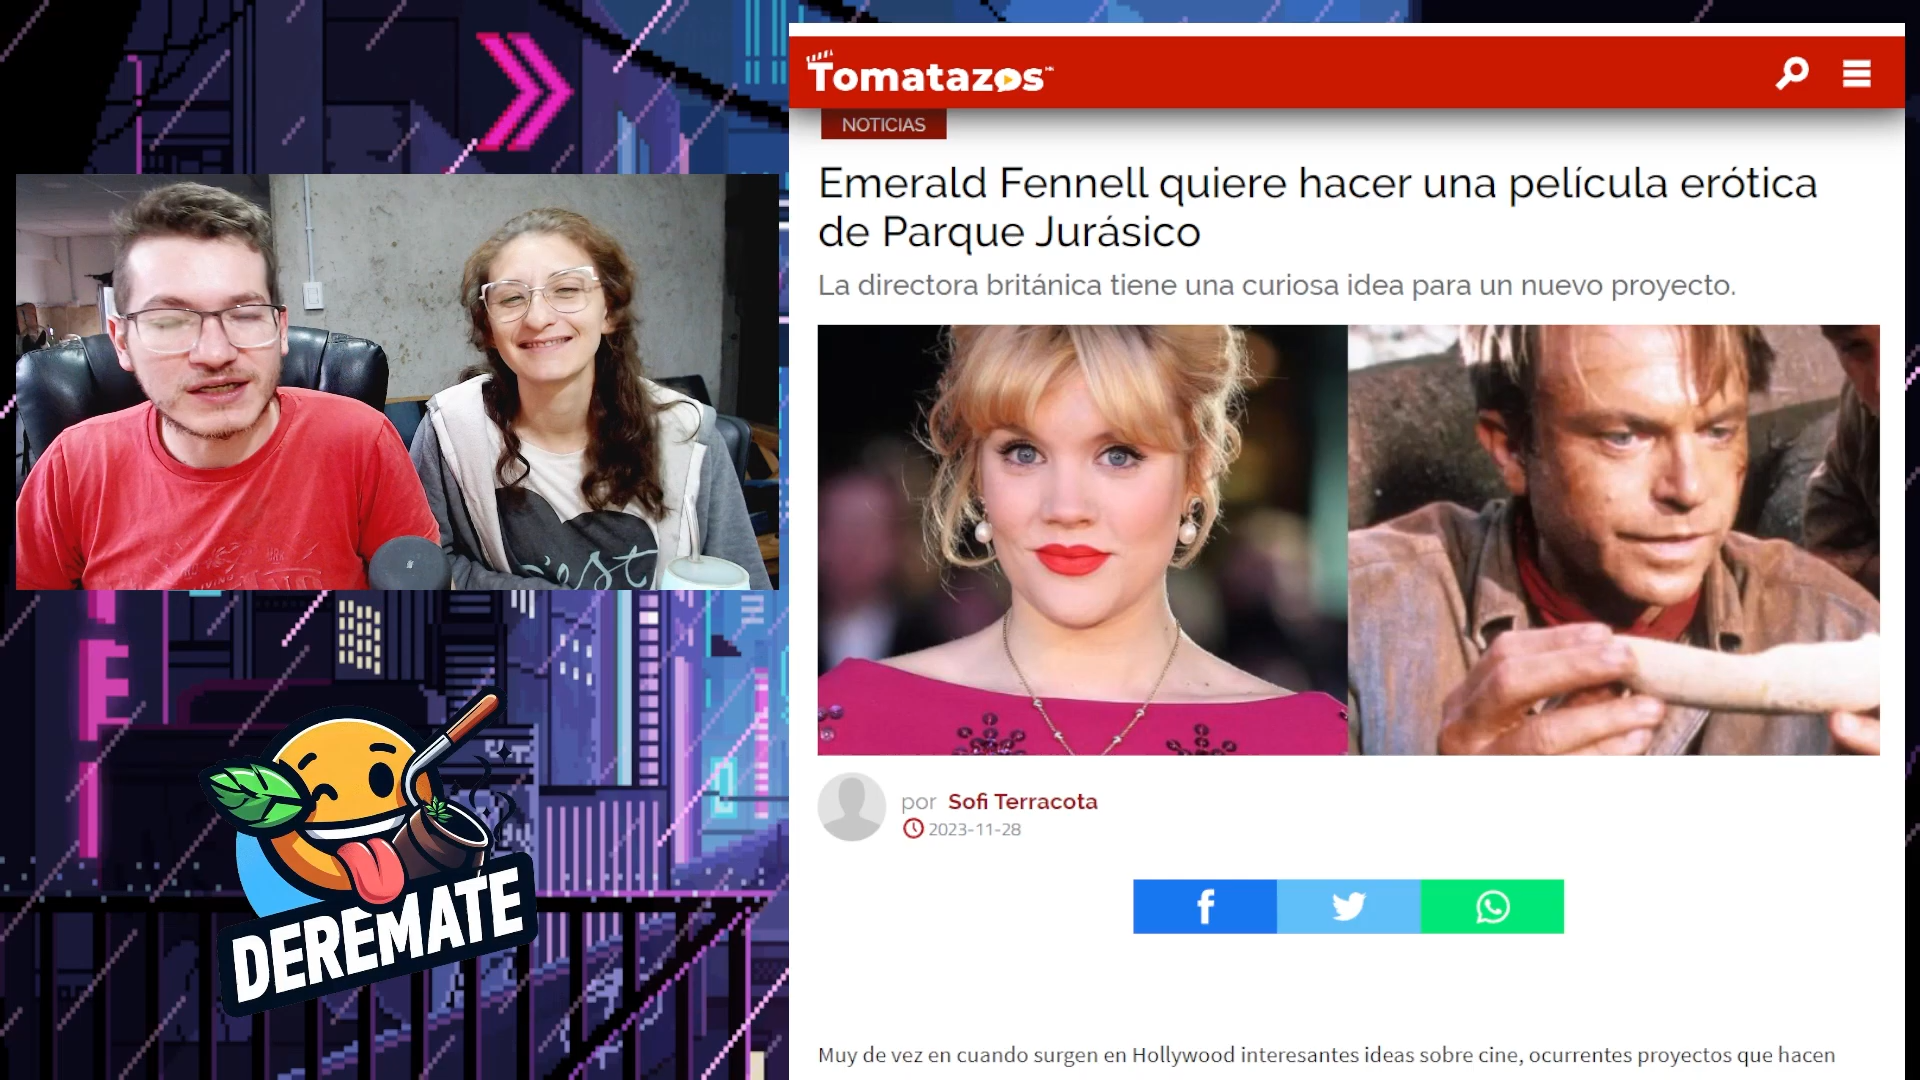 Tomatazos
NOTICIAS
Emerald Fennell quiere hacer una película erótica
de Parque Jurásico
La directora británica tiene una curiosa idea para un nuevo proyecto.
por Sofi Terracota
2023-11-28
Muy de vez en cuando surgen en Hollywood interesantes ideas sobre cine, ocurrentes proyectos que hacen
c'est
DEREMATE